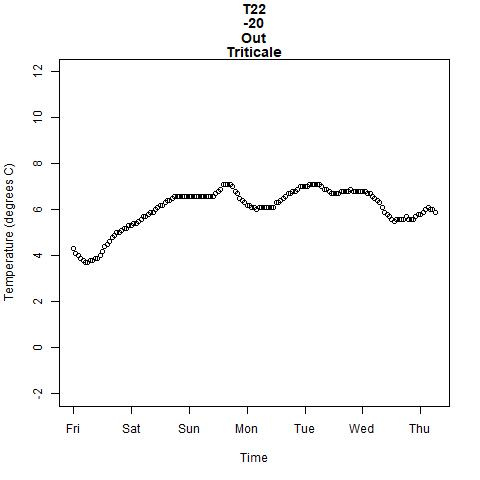 T22
-20
Out
Triticale
Temperature (degrees C)
12
10
8
6
4
2
0
-2
Fri Sat Sun Mon Tue Wed Thu
Time